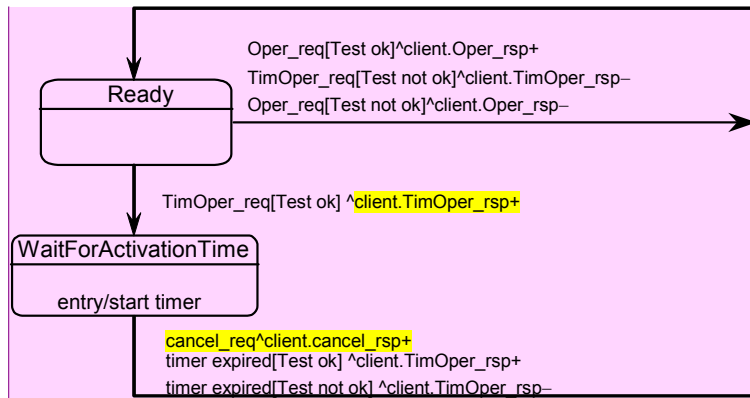 Oper_req[Test ok]^client.Oper_rsp+
TimOper_req[Test not ok]^client.TimOper_rsp–
Oper_req[Test not ok]^client.Oper_rsp–
Ready
TimOper_req[Test ok] ^client.TimOper_rsp+
WaitForActivationTime
entry/start timer
cancel_req^client.cancel_rsp+
timer expired[Test ok] ^client.TimOper_rsp+
timer expired[Test not ok] ^client.TimOper_rsp–